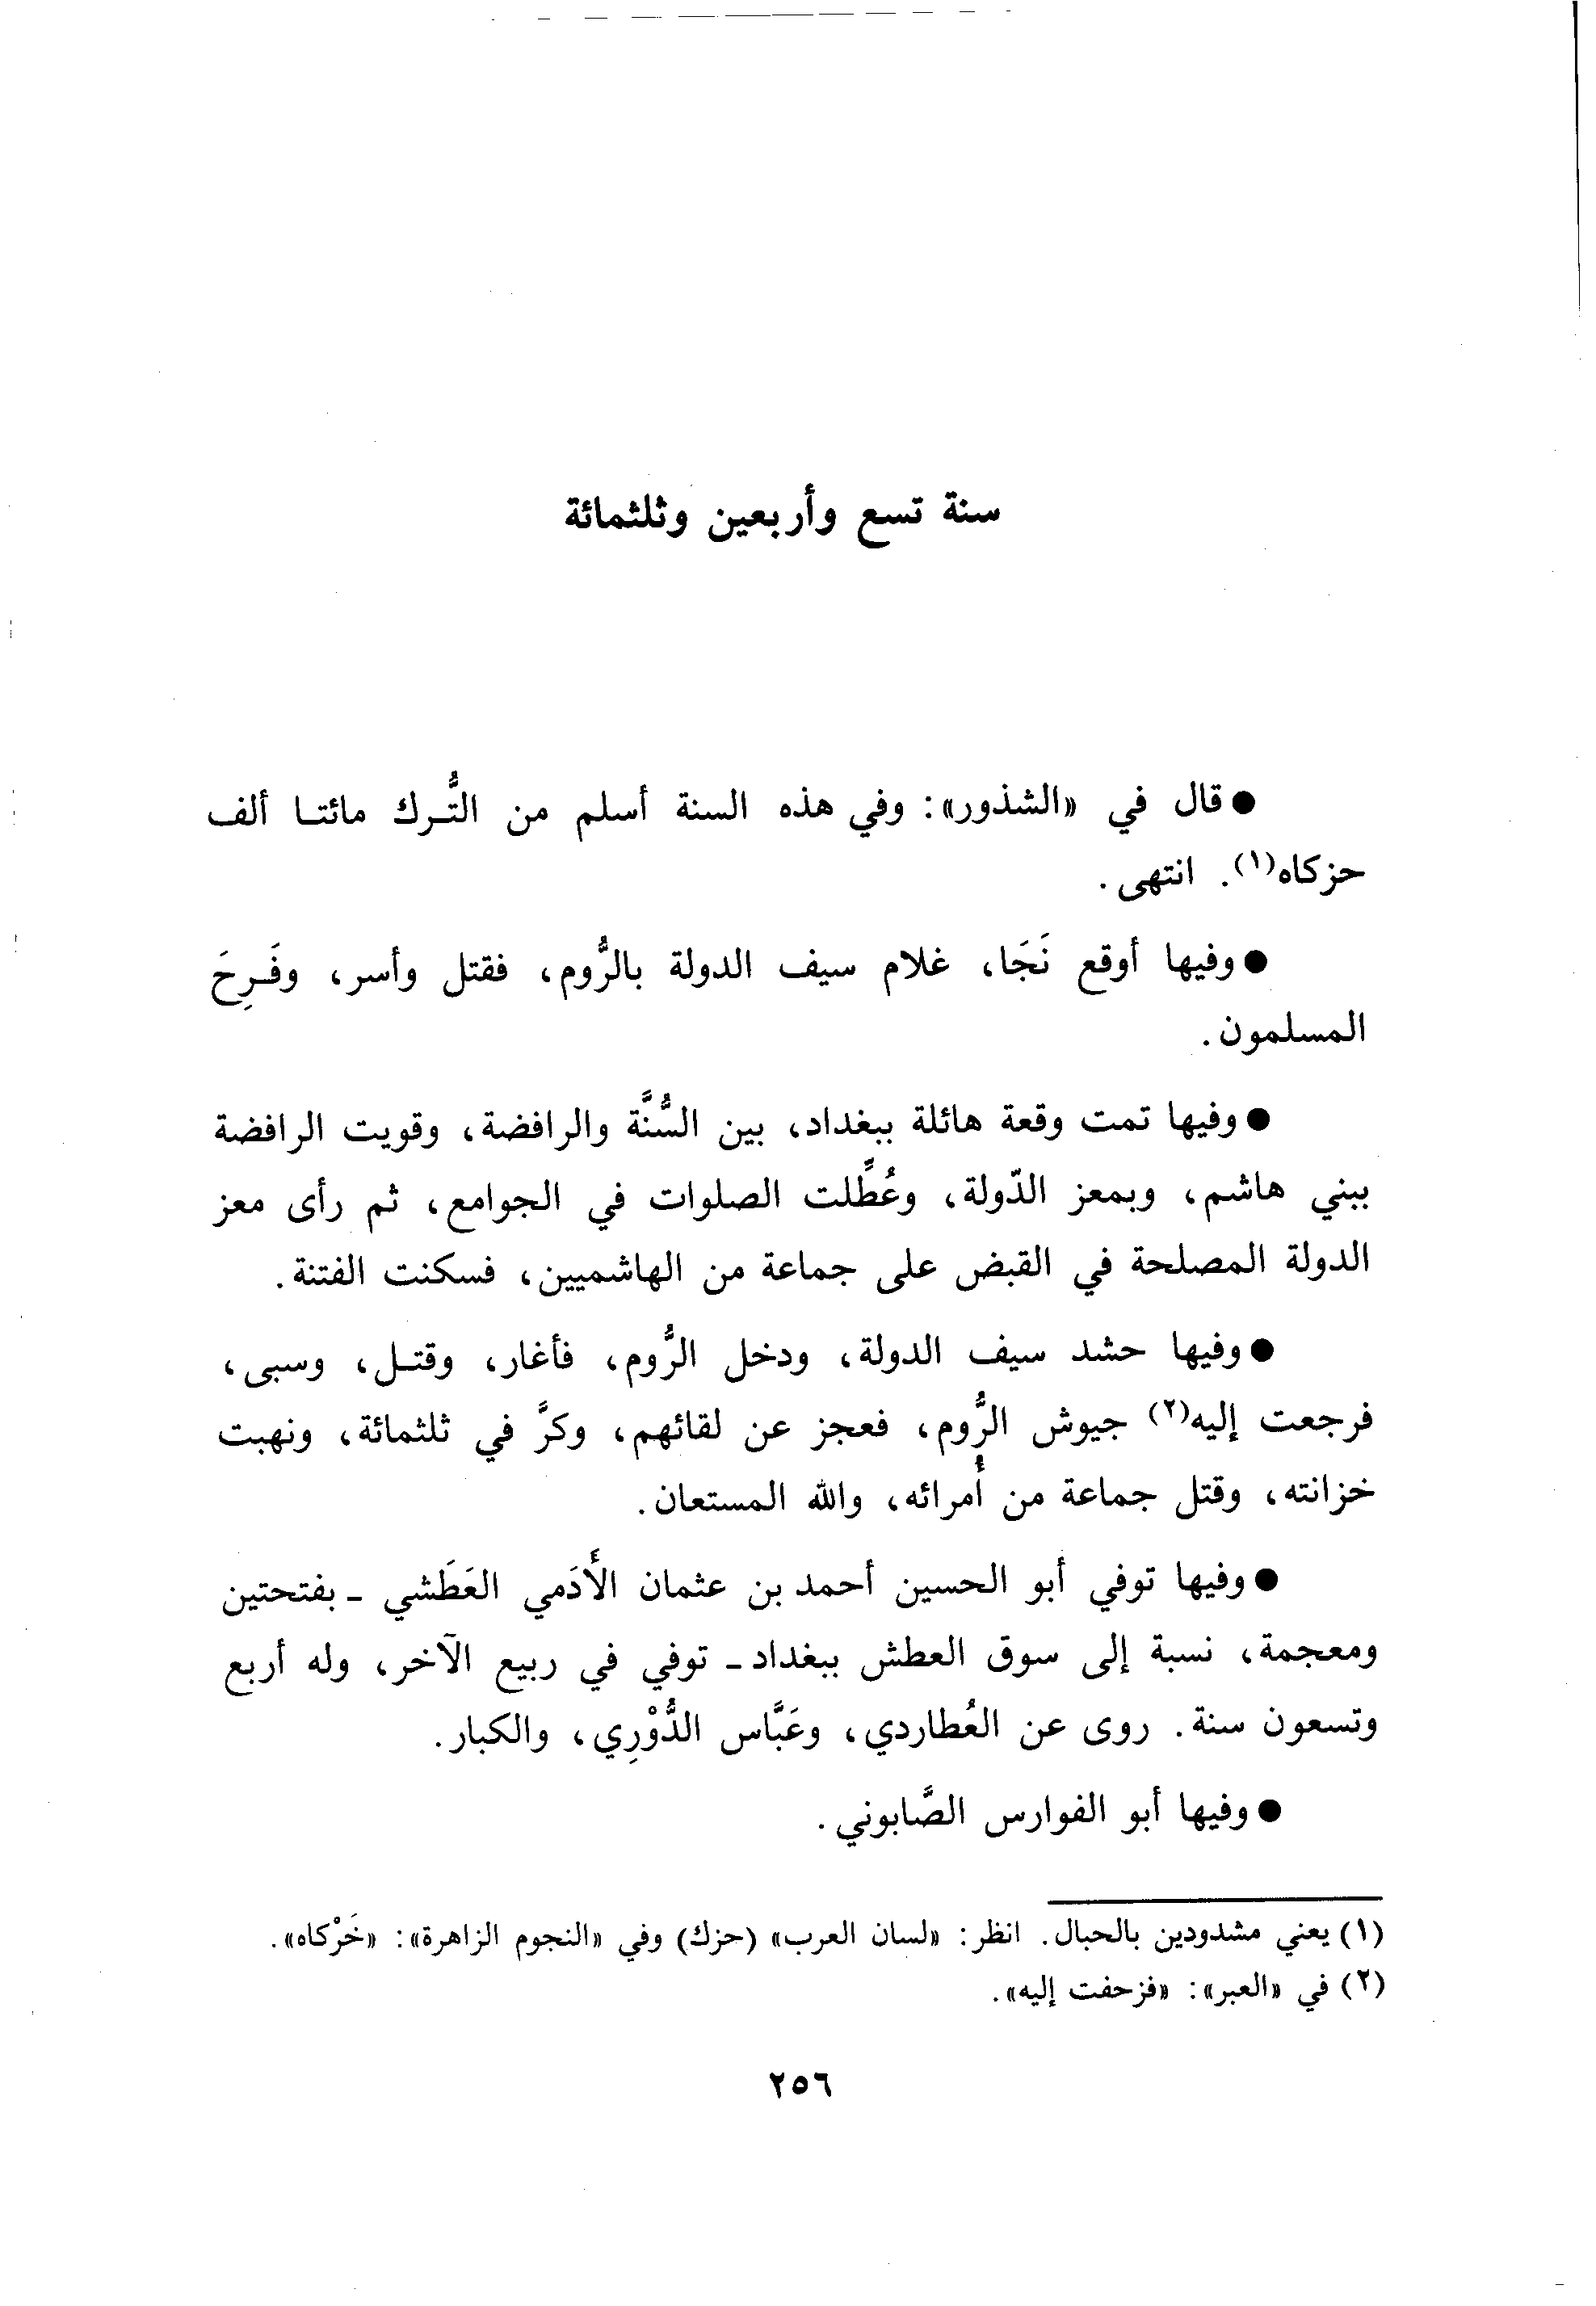 سنة تسع وأربعين وثلثمائة
● قال في «الشذور»: وفي هذه السنة أسلم من التُّـرك مائتـا ألف
حزكاه(١). انتهى.
● وفيها أوقع نَجَا، غلام سيف الدولة بالرُّوم، فقتل وأسر، وفَـرِحَ
المسلمون.
● وفيها تمت وقعة هائلة ببغداد، بين السُّنَّة والرافضة، وقويت الرافضة
ببني هاشم، وبمعز الدّولة، وعُطِّلت الصلوات في الجوامع، ثم رأى معز
الدولة المصلحة في القبض على جماعة من الهاشميين، فسكنت الفتنة.
● وفيها حشد سيف الدولة، ودخل الرُّوم، فأغار، وقتـل، وسبى،
فرجعت إليه(٢) جيوش الرُّوم، فعجز عن لقائهم، وكرَّ في ثلثمائة، ونهبت
خزانته، وقتل جماعة من أُمرائه، والله المستعان.
● وفيها توفي أبو الحسين أحمد بن عثمان الأَدَمي العَطَشي ـ بفتحتين
ومعجمة، نسبة إلى سوق العطش ببغداد ـ توفي في ربيع الآخر، وله أربع
وتسعون سنة. روى عن العُطاردي، وعَبَّاس الدُّوْرِي، والكبار.
● وفيها أبو الفوارس الصَّابوني.
(١) يعني مشدودين بالحبال. انظر: «لسان العرب» (حزك) وفي «النجوم الزاهرة»: «خَرْكاه».
(٢) في «العبر»: «فزحفت إليه».
٢٥٦